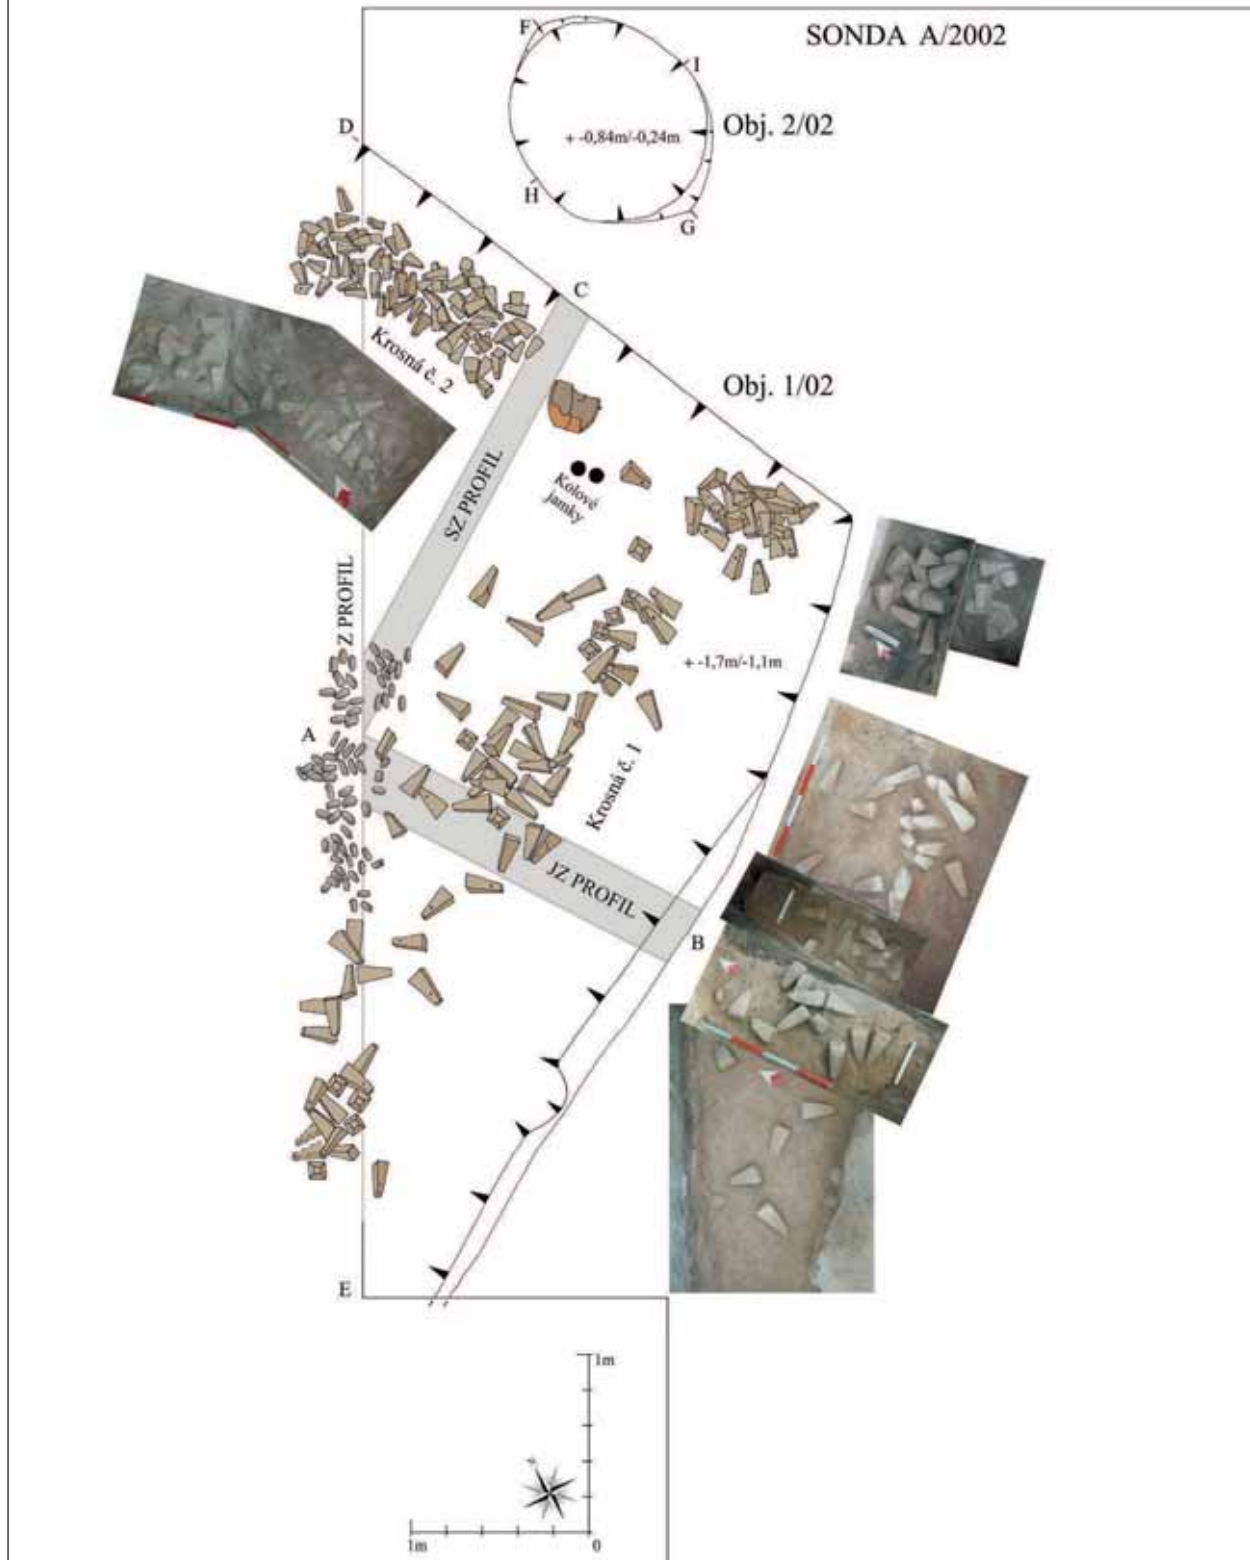 SONDA A/2002
F
I
Obj. 2/02
+ -0,84m/-0,24m
D
H
G
C
Krosná č. 2
Obj. 1/02
SZ PROFIL
Kolové
jamky
Z PROFIL
+ -1,7m/-1,1m
A
Krosná č. 1
JZ PROFIL
B
E
1m
1m
0